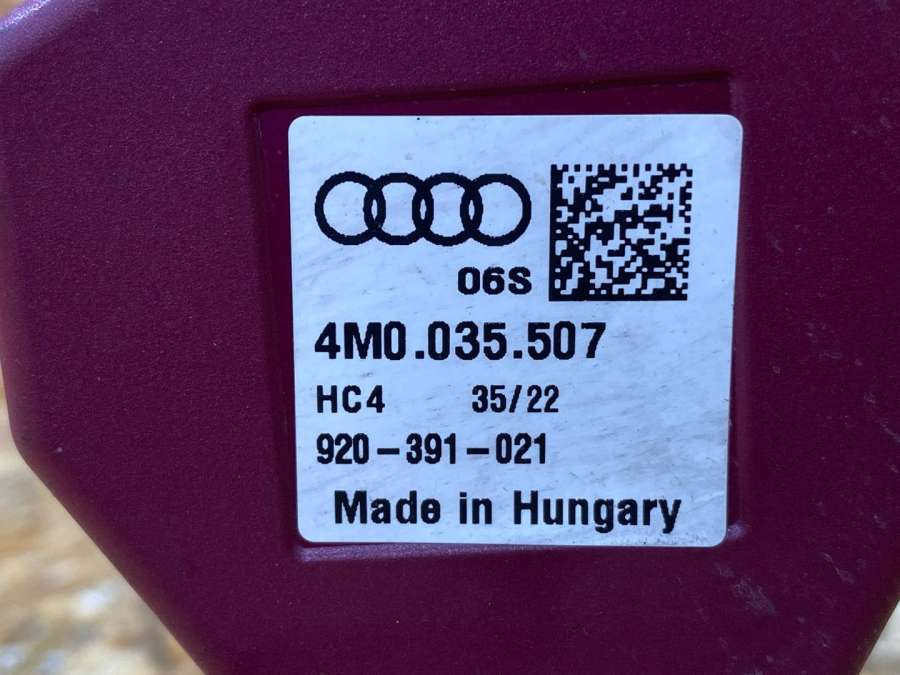 06S
4M0.035.507
HC4 35/22
920-391-021
Made in Hungary